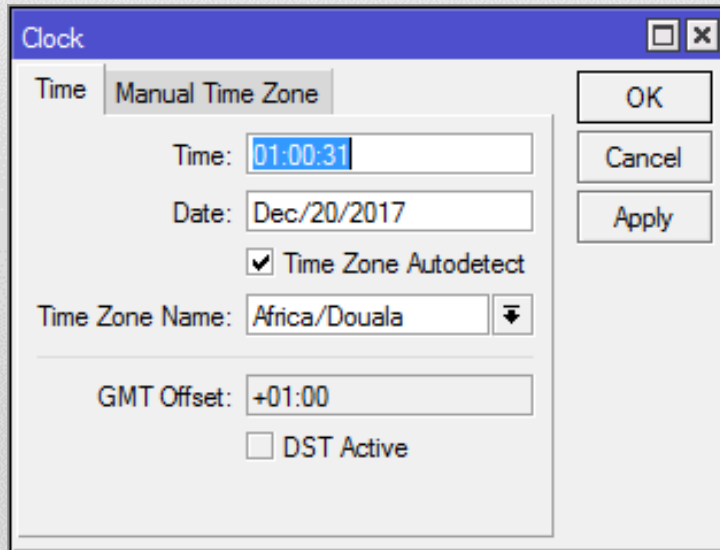 Clock
Time Manual Time Zone
OK
Time: 01:00:31
Cancel
Date: Dec/20/2017
Apply
Time Zone Autodetect
Time Zone Name: Africa/Douala
GMT Offset: +01:00
DST Active